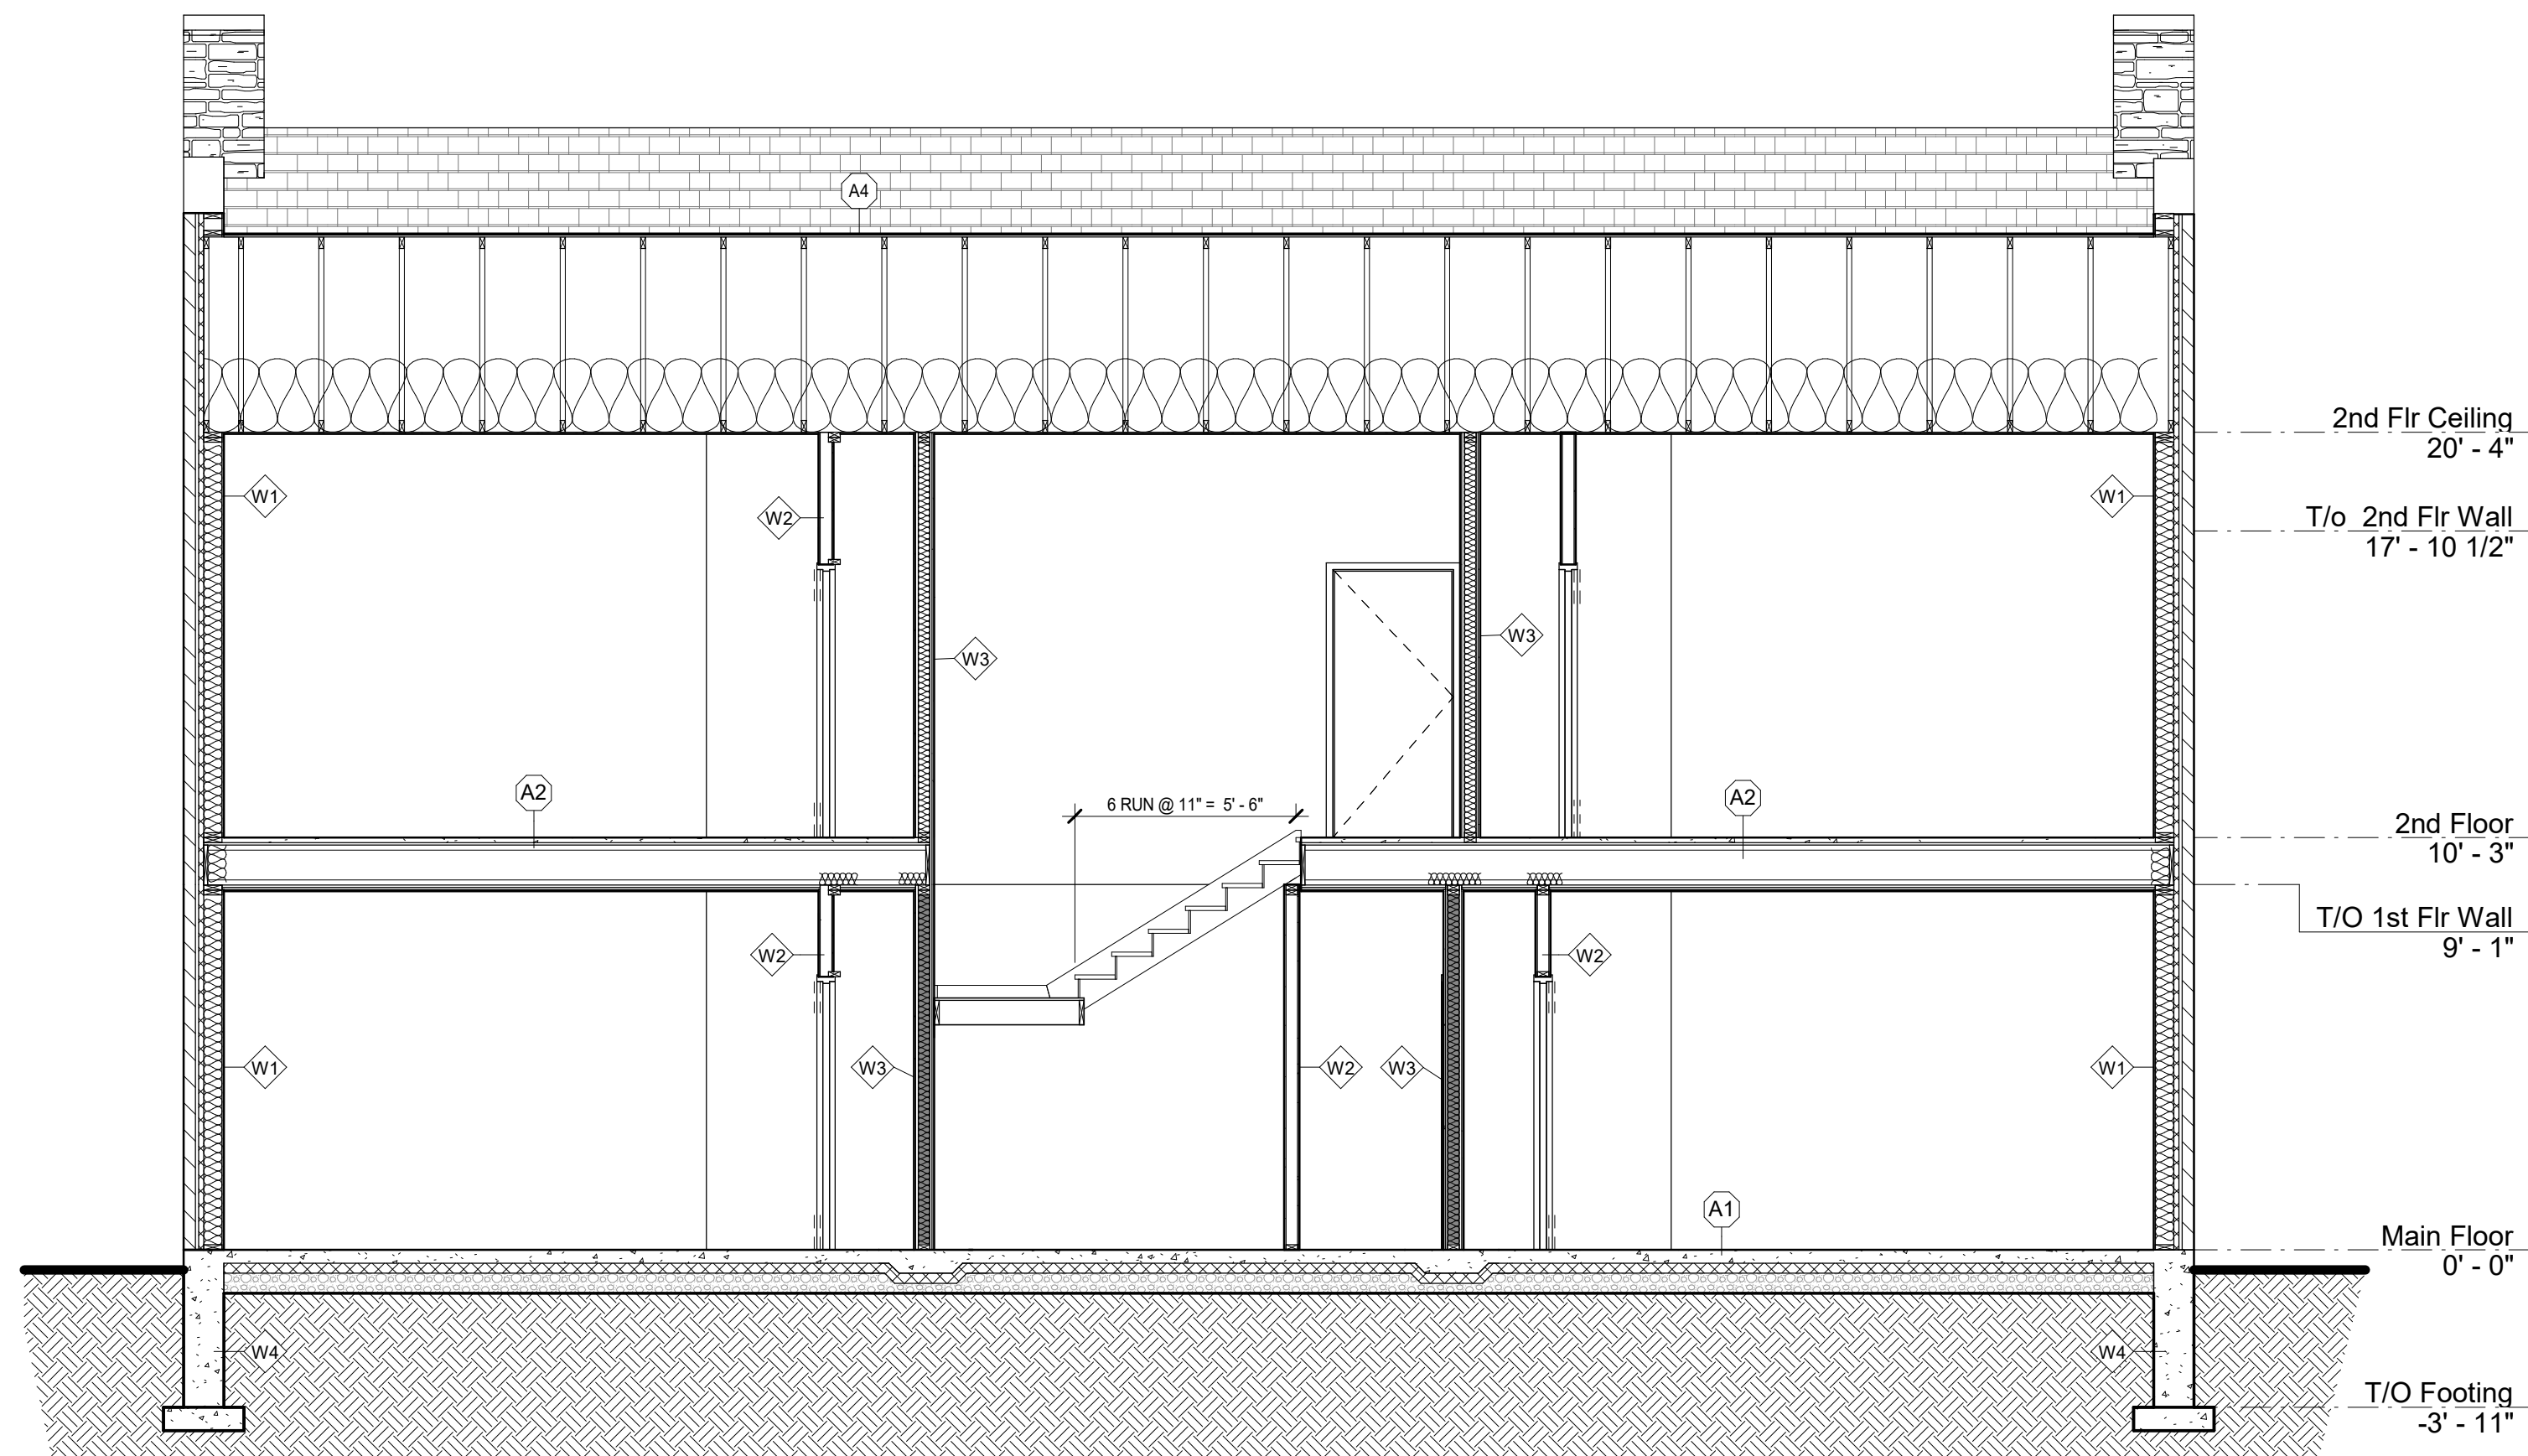 A4
2nd Flr Ceiling
20' - 4"
W1
W1
W2
T/o 2nd Flr Wall
17' - 10 1/2"
W3
W3
A2
6 RUN @ 11" = 5' - 6"
A2
2nd Floor
10' - 3"
T/O 1st Flr Wall
9' - 1"
W2
W2
W1
W3
W2
W3
W1
A1
Main Floor
0' - 0"
W4
W4
T/O Footing
-3' - 11"